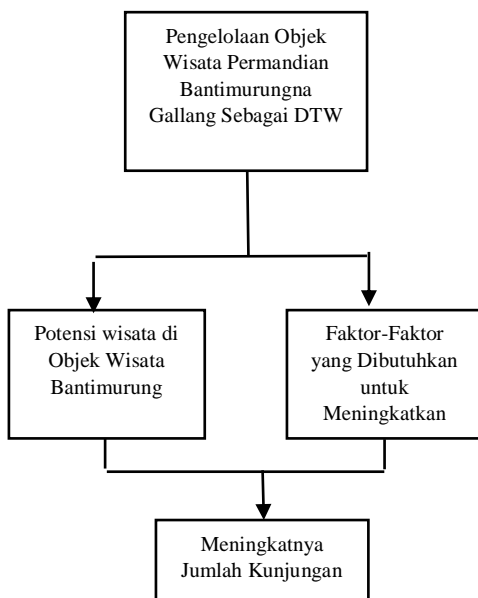 Pengelolaan Objek
Wisata Permandian
Bantimurungna
Gallang Sebagai DTW
Potensi wisata di
Objek Wisata
Bantimurung
Faktor-Faktor
yang Dibutuhkan
untuk
Meningkatkan
Meningkatnya
Jumlah Kunjungan